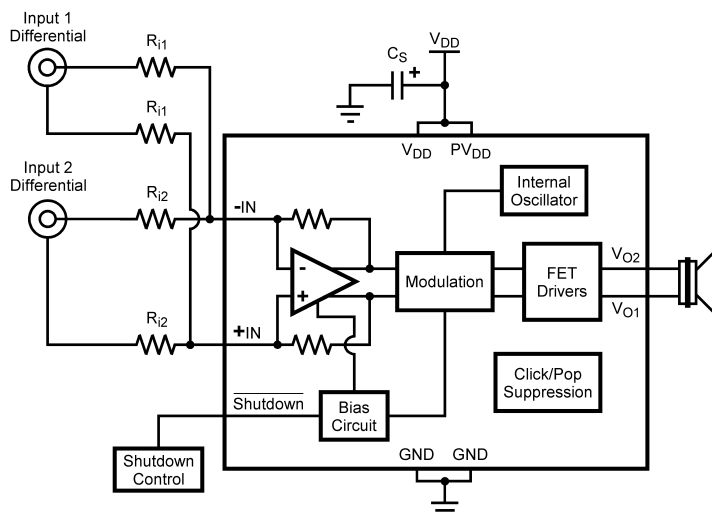 Input 1
Differential
Ri1
Ri1
CS
+
VDD
VDD
PVDD
Input 2
Differential
Ri2
-IN
Internal
Oscillator
-
+
Modulation
FET
Drivers
VO2
VO1
Ri2
+IN
Click/Pop
Suppression
Shutdown
Bias
Circuit
Shutdown
Control
GND
GND